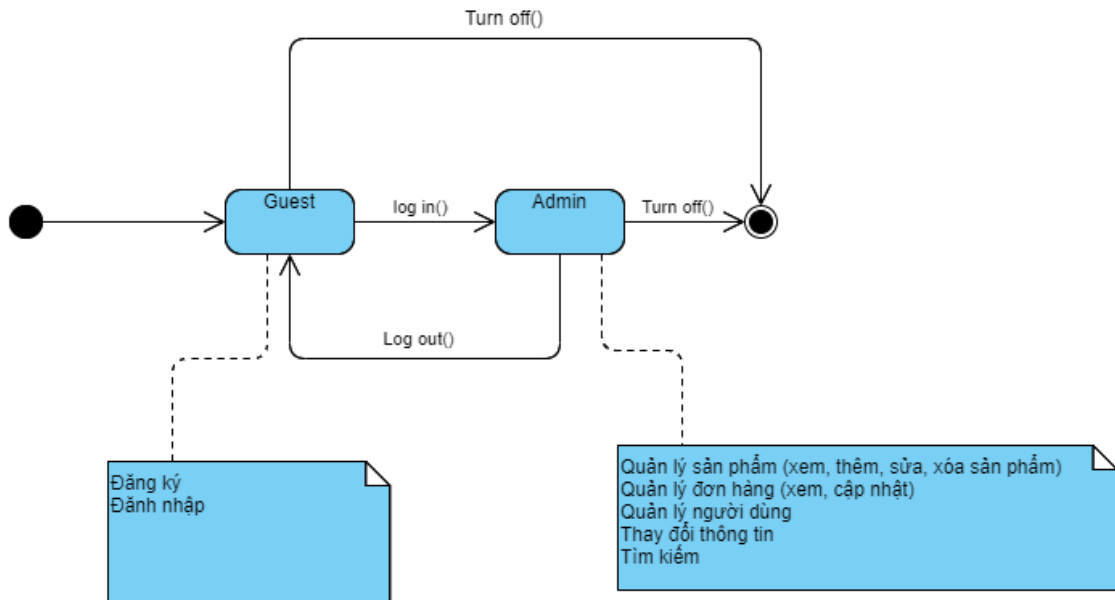 Turn off()
Guest
log in()
Admin
Turn off()
Log out()
Đăng ký
Đănh nhập
Quản lý sản phẩm (xem, thêm, sửa, xóa sản phẩm)
Quản lý đơn hàng (xem, cập nhật)
Quản lý người dùng
Thay đổi thông tin
Tìm kiếm